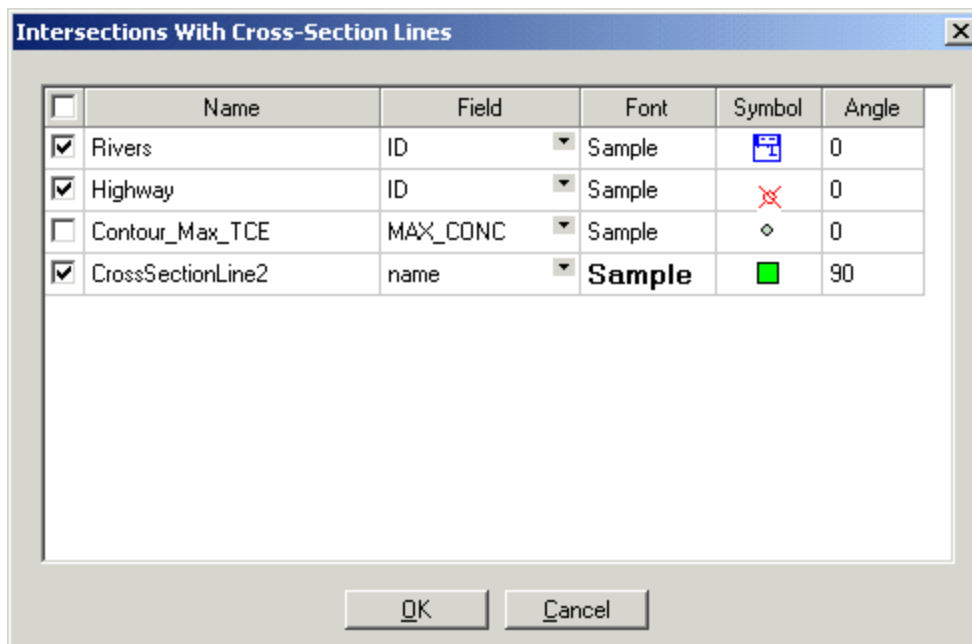 Intersections With Cross-Section Lines
Name Field Font Symbol Angle
Rivers ID Sample 0
Highway ID Sample 0
Contour_Max_TCE MAX_CONC Sample 0
CrossSectionLine2 name Sample 90
OK Cancel